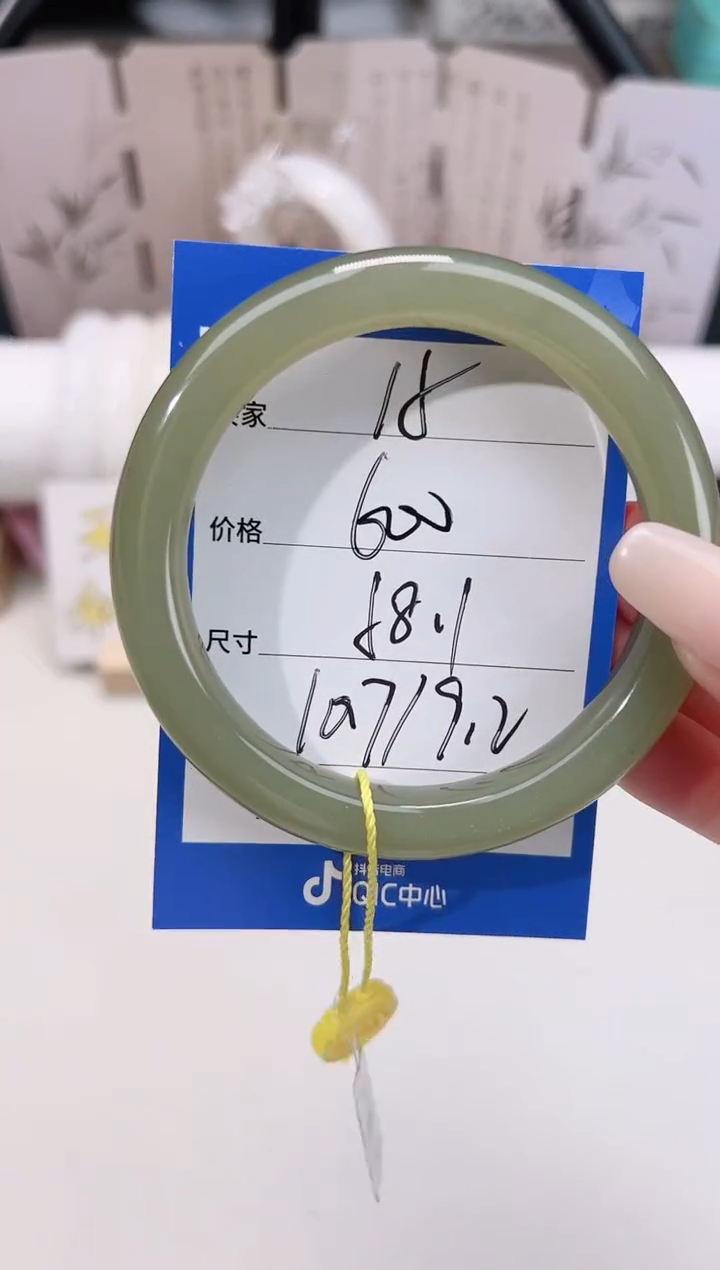 家 18
价格 600
尺寸 58.1
10.7/9.2
抖音电商
QIC中心